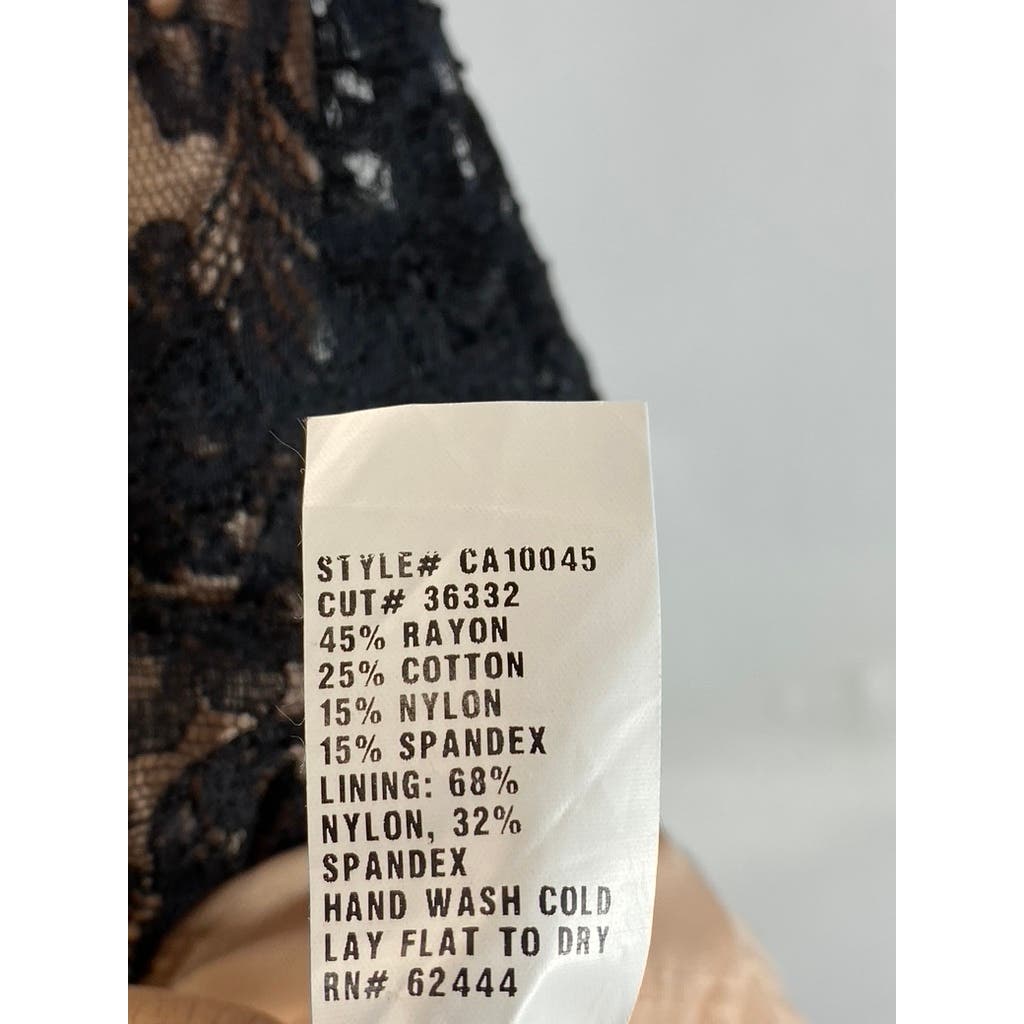 STYLE# CA10045
CUT# 36332
45% RAYON
25% COTTON
15% NYLON
15% SPANDEX
LINING: 68%
NYLON, 32%
SPANDEX
HAND WASH COLD
LAY FLAT TO DRY
RN# 62444